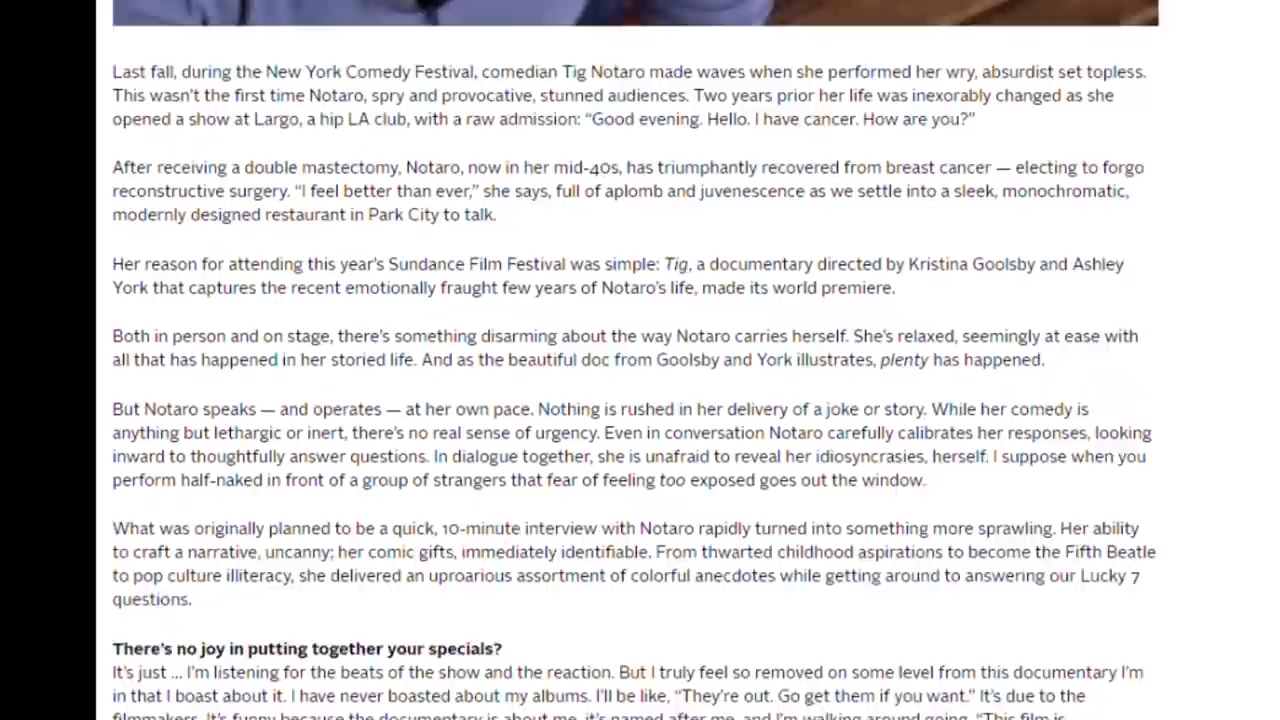 Last fall, during the New York Comedy Festival, comedian Tig Notaro made waves when she performed her wry, absurdist set topless.
This wasn't the first time Notaro, spry and provocative, stunned audiences. Two years prior her life was inexorably changed as she
opened a show at Largo, a hip LA club, with a raw admission: “Good evening. Hello. I have cancer. How are you?”
After receiving a double mastectomy, Notaro, now in her mid-40s, has triumphantly recovered from breast cancer — electing to forgo
reconstructive surgery. “I feel better than ever,” she says, full of aplomb and juvenescence as we settle into a sleek, monochromatic,
modernly designed restaurant in Park City to talk.
Her reason for attending this year's Sundance Film Festival was simple: Tig, a documentary directed by Kristina Goolsby and Ashley
York that captures the recent emotionally fraught few years of Notaro's life, made its world premiere.
Both in person and on stage, there's something disarming about the way Notaro carries herself. She's relaxed, seemingly at ease with
all that has happened in her storied life. And as the beautiful doc from Goolsby and York illustrates, plenty has happened.
But Notaro speaks — and operates — at her own pace. Nothing is rushed in her delivery of a joke or story. While her comedy is
anything but lethargic or inert, there's no real sense of urgency. Even in conversation Notaro carefully calibrates her responses, looking
inward to thoughtfully answer questions. In dialogue together, she is unafraid to reveal her idiosyncrasies, herself. I suppose when you
perform half-naked in front of a group of strangers that fear of feeling too exposed goes out the window.
What was originally planned to be a quick, 10-minute interview with Notaro rapidly turned into something more sprawling. Her ability
to craft a narrative, uncanny; her comic gifts, immediately identifiable. From thwarted childhood aspirations to become the Fifth Beatle
to pop culture illiteracy, she delivered an uproarious assortment of colorful anecdotes while getting around to answering our Lucky 7
questions.
There's no joy in putting together your specials?
It's just ... I'm listening for the beats of the show and the reaction. But I truly feel so removed on some level from this documentary I'm
in that I boast about it. I have never boasted about my albums. I'll be like, “They're out. Go get them if you want.” It's due to the
filmmakers. It's funny because the documentary is about me, it's named after me, and I'm walking around going, “This film is